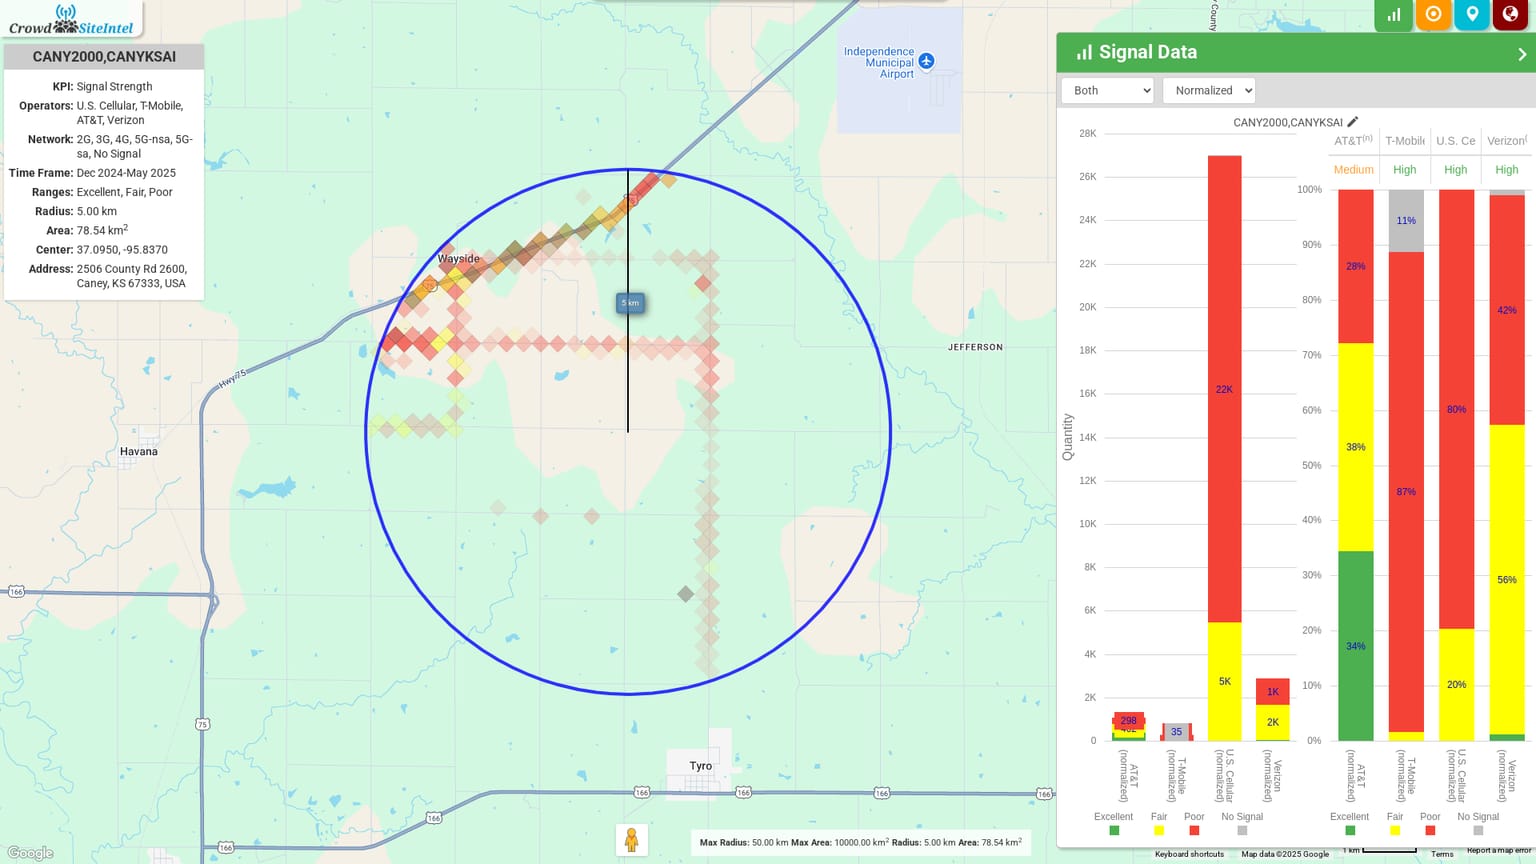 Crowd SiteIntel
CANY2000,CANYKSAI
KPI: Signal Strength
Operators: U.S. Cellular, T-Mobile,
AT&T, Verizon
Network: 2G, 3G, 4G, 5G-nsa, 5G-
sa, No Signal
Time Frame: Dec 2024-May 2025
Ranges: Excellent, Fair, Poor
Radius: 5.00 km
Area: 78.54 km2
Center: 37.0950, -95.8370
Address: 2506 County Rd 2600,
Caney, KS 67333, USA
Independence
Municipal
Airport
County
Wayside
75
75
5 km
JEFFERSON
Hwy 75
Havana
166
75
Tyro
166
166
166
166
166
166
Google
Max Radius: 50.00 km Max Area: 10000.00 km2 Radius: 5.00 km Area: 78.54 km2
Signal Data
Both
Normalized
CANY2000,CANYKSAI
28K
26K
24K
22K
20K
18K
16K
14K
12K
10K
8K
6K
4K
2K
0
Quantity
298
35
22K
5K
1K
2K
AT&T (normalized)
T-Mobile (normalized)
U.S. Cellular (normalized)
Verizon (normalized)
Excellent Fair Poor No Signal
AT&T(n) T-Mobile U.S. Ce Verizon(
Medium High High High
100%
90%
80%
70%
60%
50%
40%
30%
20%
10%
0%
28%
38%
34%
11%
87%
80%
20%
42%
56%
AT&T (normalized)
T-Mobile (normalized)
U.S. Cellular (normalized)
Verizon (normalized)
Excellent Fair Poor No Signal
1 km
Keyboard shortcuts Map data ©2025 Google Terms Report a map error